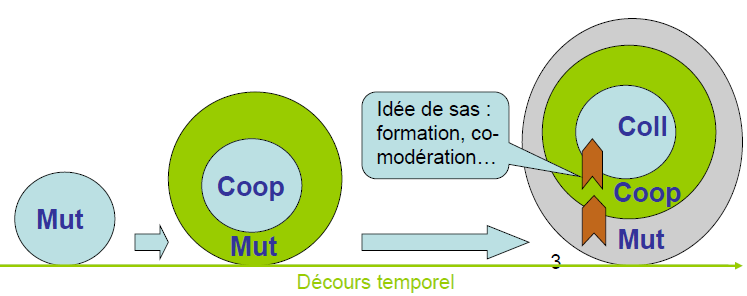 Mut
Coop
Mut
Idée de sas :
formation, co-
modération…
Coll
Coop
Mut
3
Décours temporel